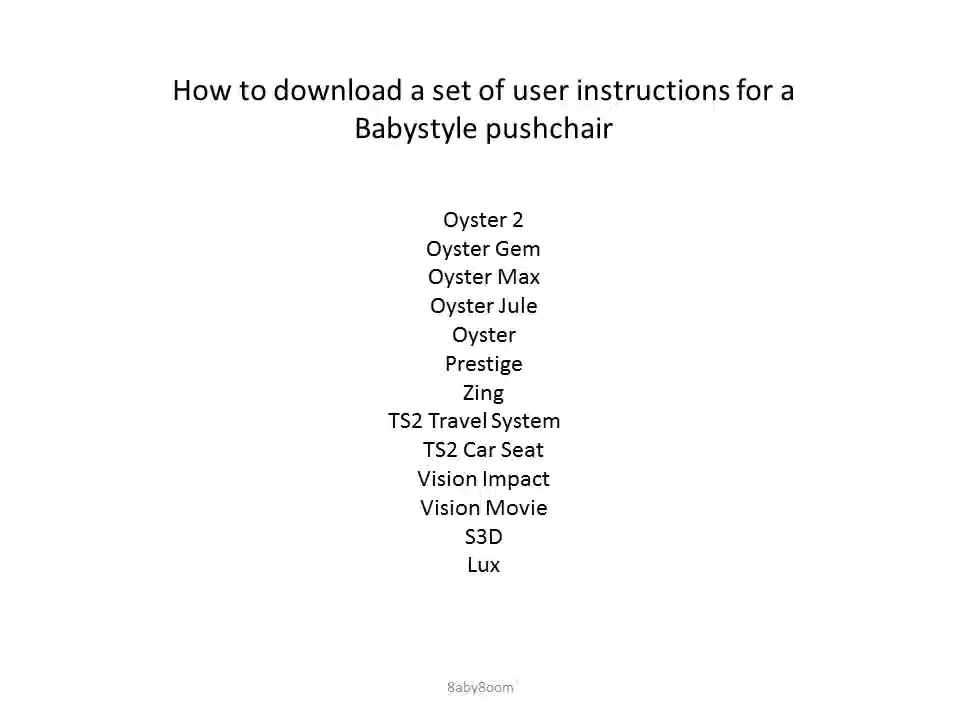 How to download a set of user instructions for a
Babystyle pushchair
Oyster 2
Oyster Gem
Oyster Max
Oyster Jule
Oyster
Prestige
Zing
TS2 Travel System
TS2 Car Seat
Vision Impact
Vision Movie
S3D
Lux
8aby8oom